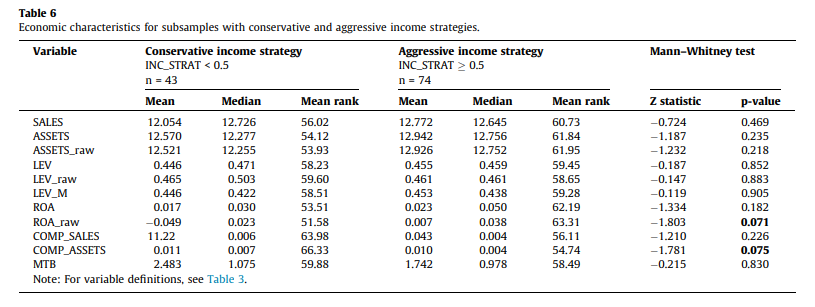 Table 6
Economic characteristics for subsamples with conservative and aggressive income strategies.
Variable Conservative income strategy Aggressive income strategy Mann–Whitney test
INC_STRAT < 0.5 INC_STRAT ≥ 0.5
n = 43 n = 74
Mean Median Mean rank Mean Median Mean rank Z statistic p-value
SALES 12.054 12.726 56.02 12.772 12.645 60.73 −0.724 0.469
ASSETS 12.570 12.277 54.12 12.942 12.756 61.84 −1.187 0.235
ASSETS_raw 12.521 12.255 53.93 12.926 12.752 61.95 −1.232 0.218
LEV 0.446 0.471 58.23 0.455 0.459 59.45 −0.187 0.852
LEV_raw 0.465 0.503 59.60 0.461 0.461 58.65 −0.147 0.883
LEV_M 0.446 0.422 58.51 0.453 0.438 59.28 −0.119 0.905
ROA 0.017 0.030 53.51 0.023 0.050 62.19 −1.334 0.182
ROA_raw −0.049 0.023 51.58 0.007 0.038 63.31 −1.803 0.071
COMP_SALES 11.22 0.006 63.98 0.043 0.004 56.11 −1.210 0.226
COMP_ASSETS 0.011 0.007 66.33 0.010 0.004 54.74 −1.781 0.075
MTB 2.483 1.075 59.88 1.742 0.978 58.49 −0.215 0.830
Note: For variable definitions, see Table 3.